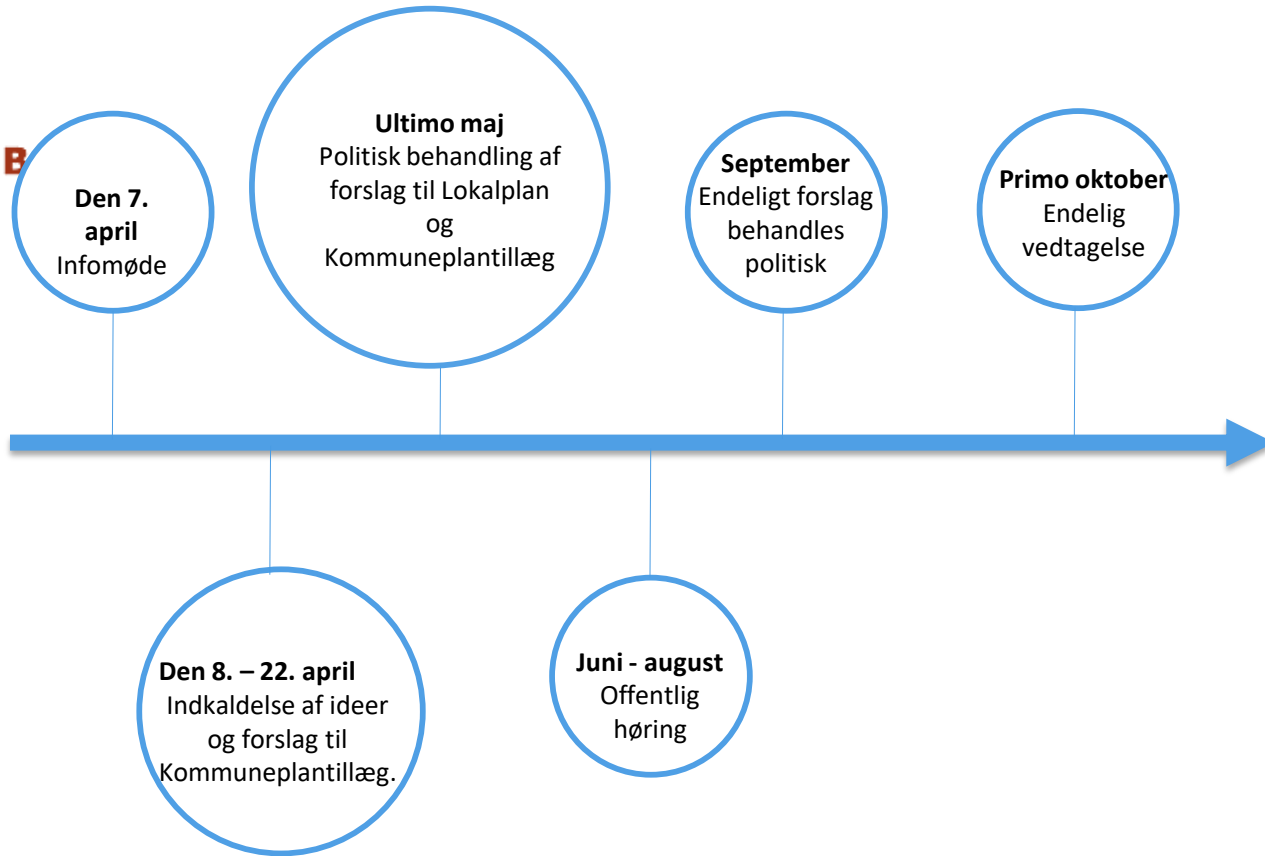 B
Den 7.
april
Infomøde
Den 8. – 22. april
Indkaldelse af ideer
og forslag til
Kommuneplantillæg.
Ultimo maj
Politisk behandling af
forslag til Lokalplan
og
Kommuneplantillæg
Juni - august
Offentlig
høring
September
Endeligt forslag
behandles
politisk
Primo oktober
Endelig
vedtagelse